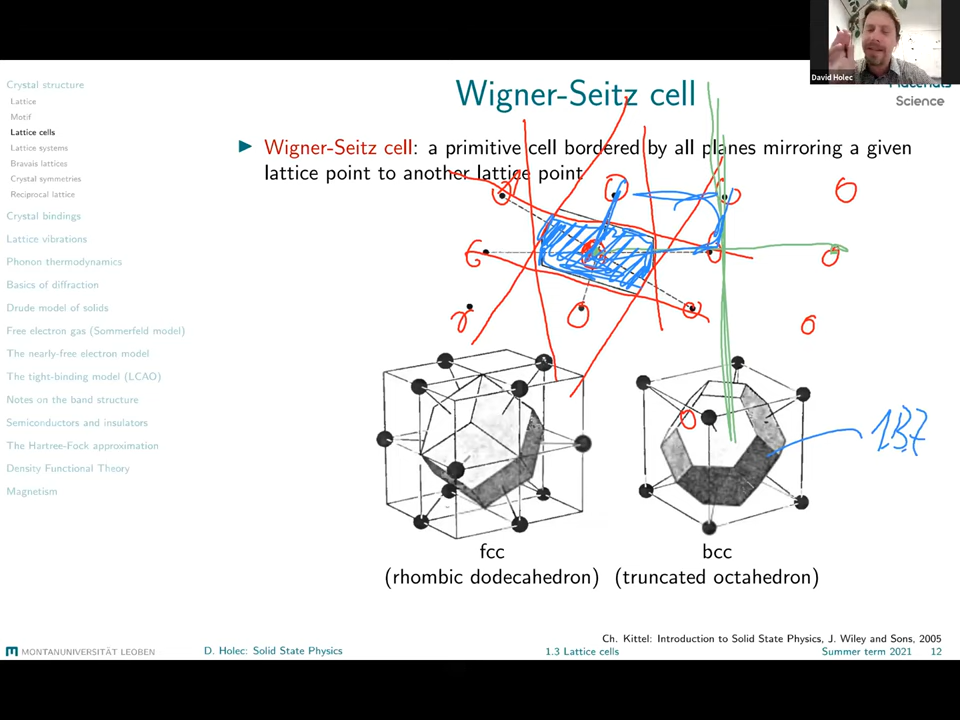 David Holec
Materials
Science
Crystal structure
Lattice
Motif
Lattice cells
Lattice systems
Bravais lattices
Crystal symmetries
Reciprocal lattice
Crystal bindings
Lattice vibrations
Phonon thermodynamics
Basics of diffraction
Drude model of solids
Free electron gas (Sommerfeld model)
The nearly-free electron model
The tight-binding model (LCAO)
Notes on the band structure
Semiconductors and insulators
The Hartree-Fock approximation
Density Functional Theory
Magnetism
Wigner-Seitz cell
Wigner-Seitz cell: a primitive cell bordered by all planes mirroring a given
lattice point to another lattice point
1BZ
fcc
(rhombic dodecahedron)
bcc
(truncated octahedron)
Ch. Kittel: Introduction to Solid State Physics, J. Wiley and Sons, 2005
MONTANUNIVERSITÄT LEOBEN
D. Holec: Solid State Physics
1.3 Lattice cells
Summer term 2021
12